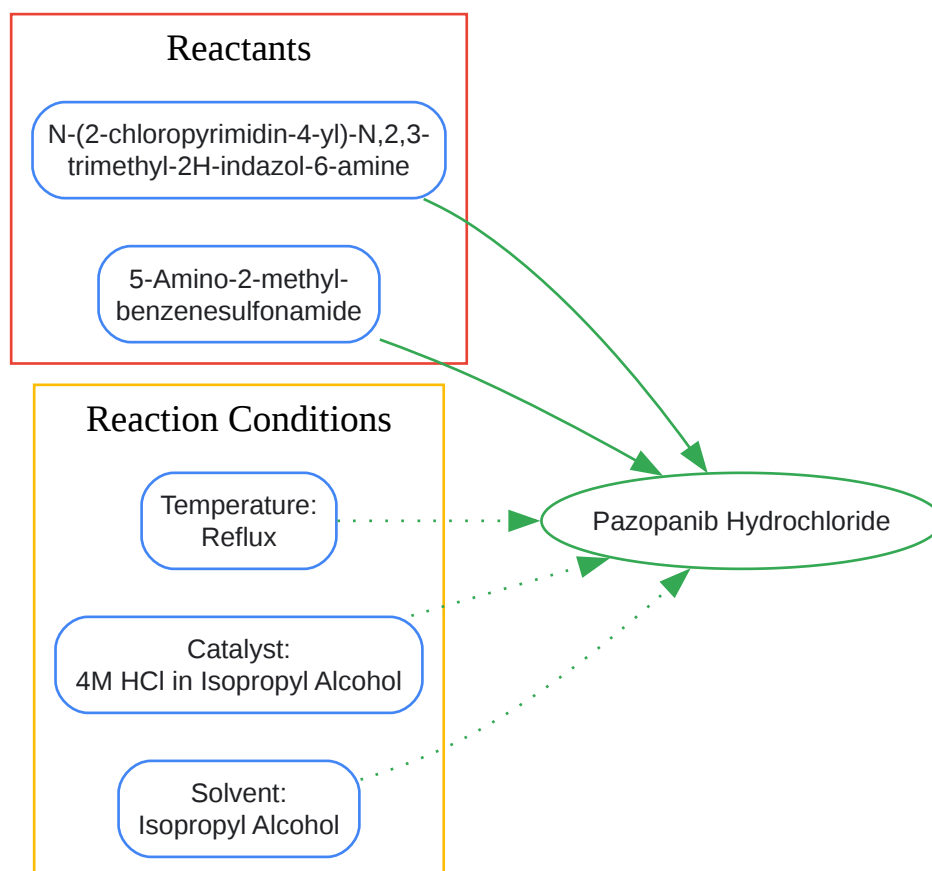 Reactants
N-(2-chloropyrimidin-4-yl)-N,2,3-
trimethyl-2H-indazol-6-amine
5-Amino-2-methyl-
benzenesulfonamide
Reaction Conditions
Temperature:
Reflux
Pazopanib Hydrochloride
Catalyst:
4M HCl in Isopropyl Alcohol
Solvent:
Isopropyl Alcohol